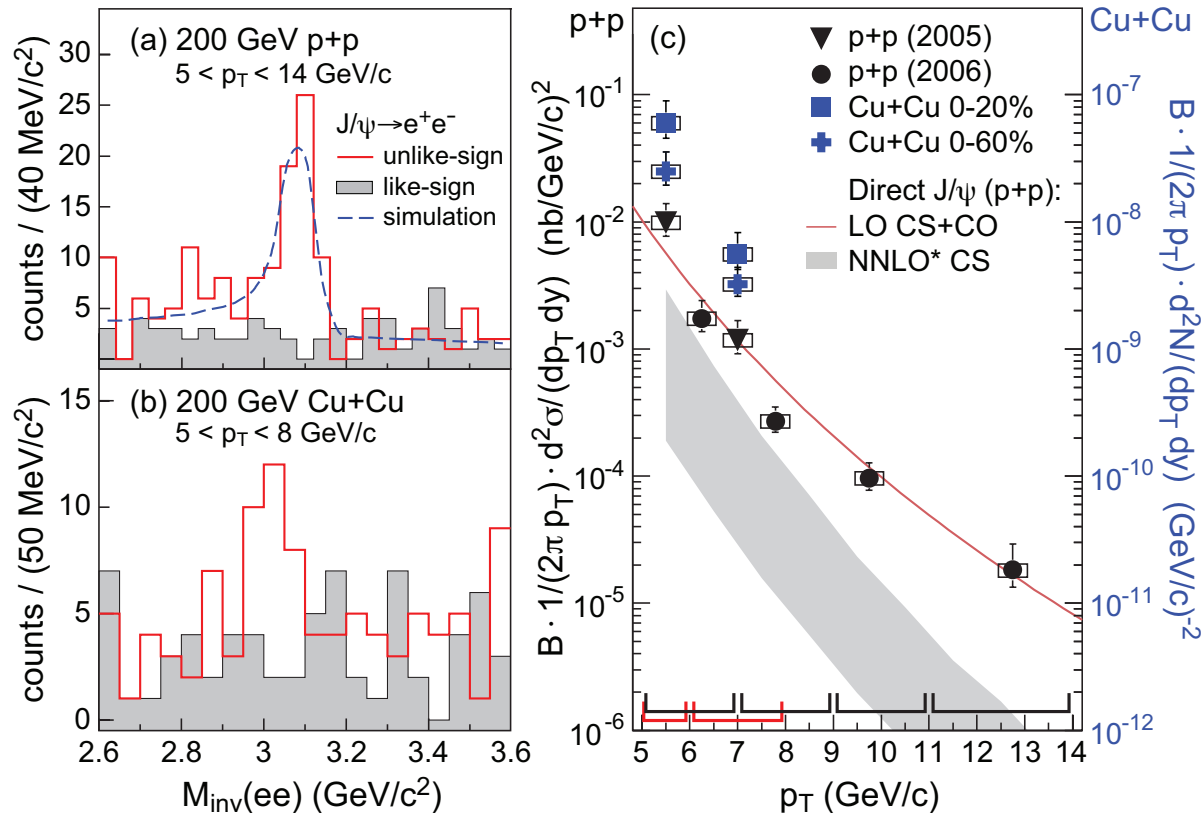 (a) 200 GeV p+p
5 < p_T < 14 GeV/c
J/ψ→e⁺e⁻
unlike-sign
like-sign
simulation
counts / (40 MeV/c²)
30
25
20
15
10
5
0
(b) 200 GeV Cu+Cu
5 < p_T < 8 GeV/c
counts / (50 MeV/c²)
15
10
5
0
2.6 2.8 3 3.2 3.4 3.6
M_inv(ee) (GeV/c²)
p+p
Cu+Cu
(c)
p+p (2005)
p+p (2006)
Cu+Cu 0-20%
Cu+Cu 0-60%
Direct J/ψ (p+p):
LO CS+CO
NNLO* CS
B · 1/(2π p_T) · d²σ/(dp_T dy) (nb/GeV/c)²
10⁻¹
10⁻²
10⁻³
10⁻⁴
10⁻⁵
10⁻⁶
10⁻⁷
10⁻⁸
10⁻⁹
10⁻¹⁰
10⁻¹¹
10⁻¹²
B · 1/(2π p_T) · d²N/(dp_T dy) (GeV/c)⁻²
5 6 7 8 9 10 11 12 13 14
p_T (GeV/c)